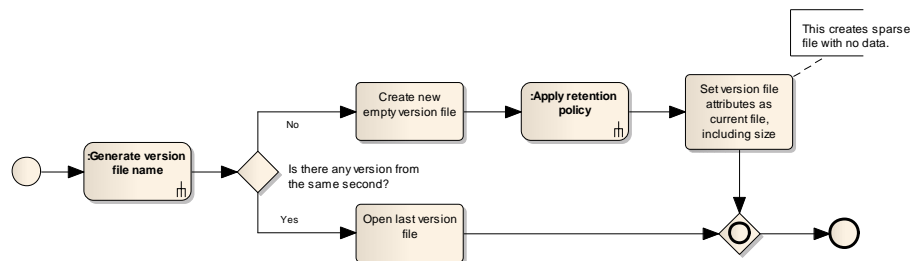 This creates sparse
file with no data.
Create new
empty version file
:Apply retention
policy
Set version file
attributes as
current file,
including size
No
:Generate version
file name
Is there any version from
the same second?
Yes
Open last version
file